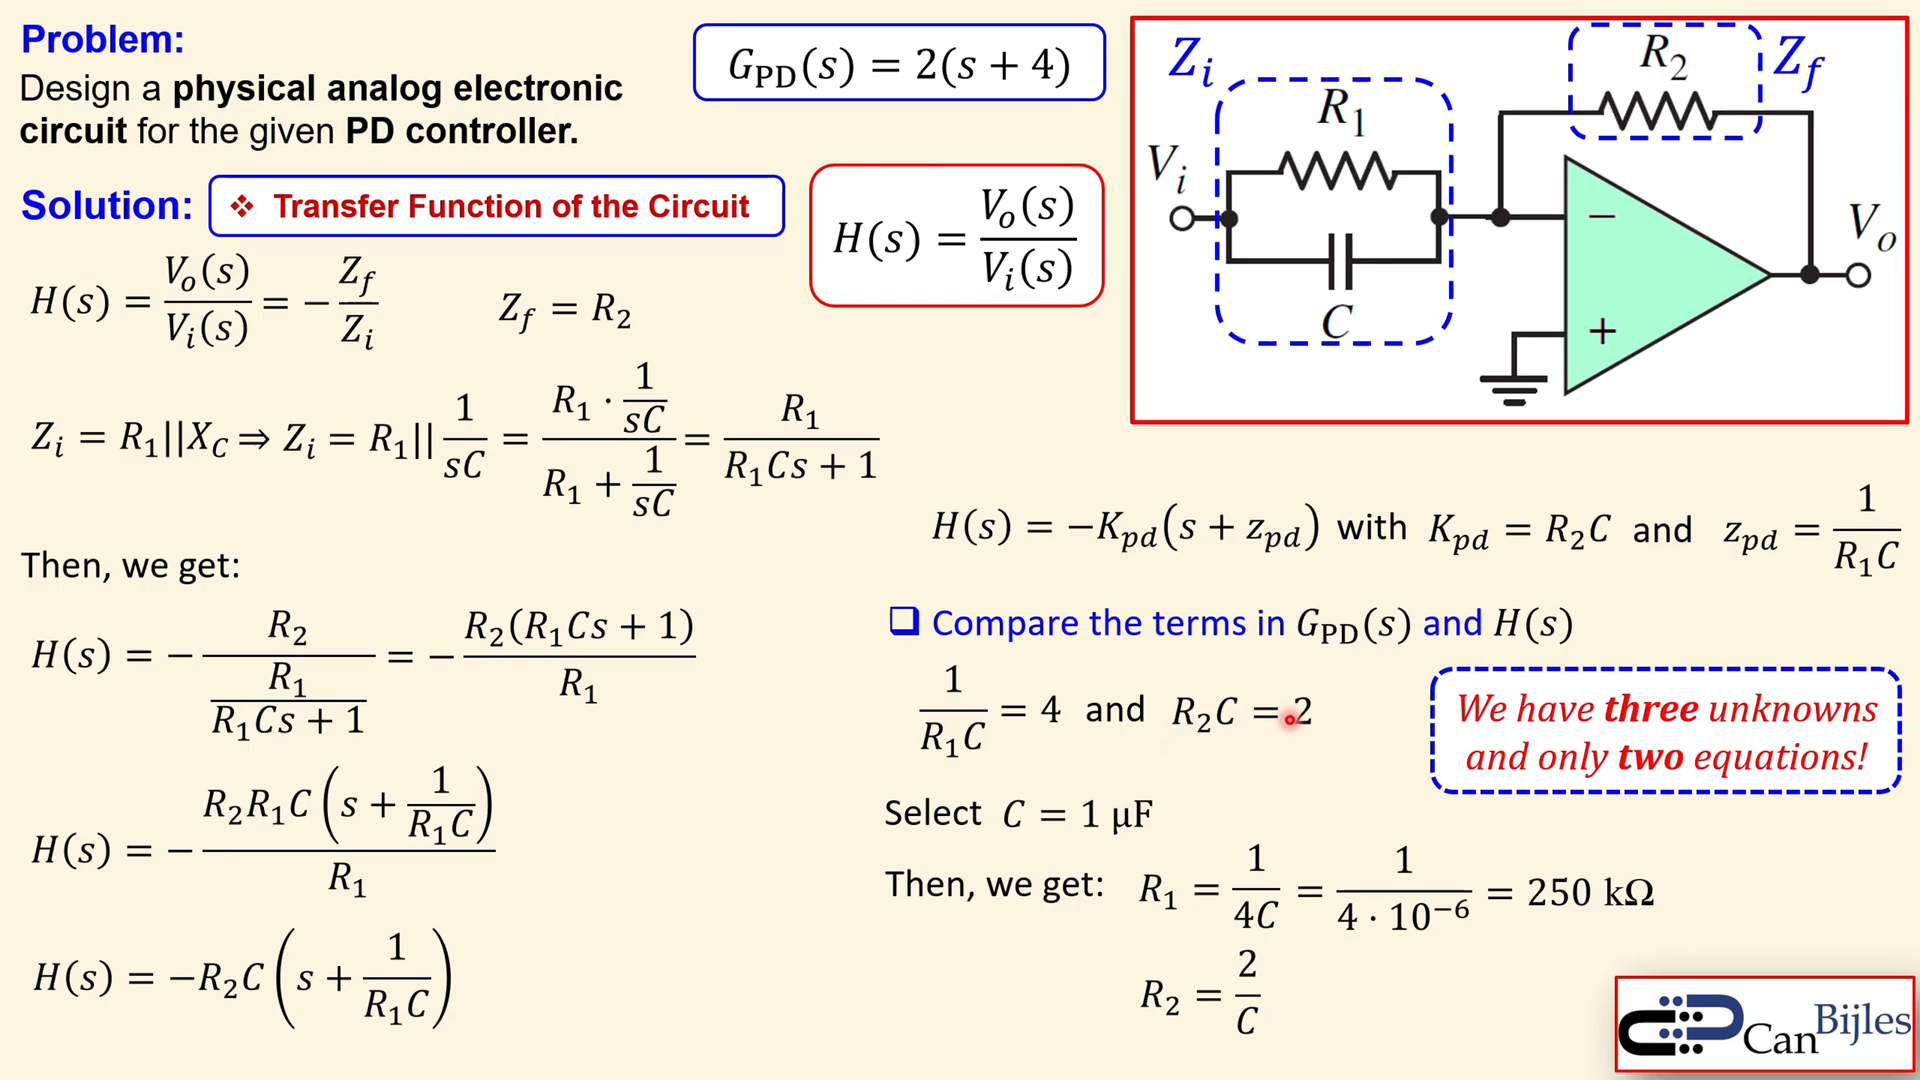 Problem:
Design a physical analog electronic
circuit for the given PD controller.
G_PD(s) = 2(s + 4)
Solution:
❖ Transfer Function of the Circuit
H(s) = V_o(s)/V_i(s)
H(s) = V_o(s)/V_i(s) = −Z_f/Z_i
Z_f = R_2
Z_i = R_1||X_C ⇒ Z_i = R_1||1/sC = (R_1 · 1/sC)/(R_1 + 1/sC) = R_1/(R_1Cs + 1)
Then, we get:
H(s) = −R_2/(R_1/(R_1Cs + 1)) = −R_2(R_1Cs + 1)/R_1
H(s) = −R_2R_1C(s + 1/(R_1C))/R_1
H(s) = −R_2C(s + 1/(R_1C))
Z_i
R_1
V_i
C
R_2
Z_f
−
+
V_o
H(s) = −K_pd(s + z_pd) with K_pd = R_2C and z_pd = 1/(R_1C)
❑ Compare the terms in G_PD(s) and H(s)
1/(R_1C) = 4 and R_2C = 2
We have three unknowns
and only two equations!
Select C = 1 μF
Then, we get: R_1 = 1/(4C) = 1/(4 · 10^−6) = 250 kΩ
R_2 = 2/C
Can Bijles